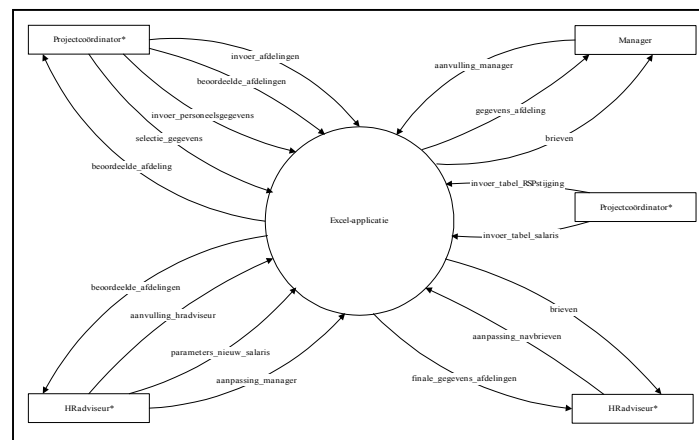 Projectcoördinator*
Manager
invoer_afdelingen
aanvulling_manager
beoordeelde_afdelingen
gegevens_afdeling
invoer_personeelsgegevens
selectie_gegevens
brieven
beoordeelde_afdeling
invoer_tabel_RSPstijging
Projectcoördinator*
Excel-applicatie
invoer_tabel_salaris
beoordeelde_afdelingen
aanvulling_hradviseur
brieven
aanpassing_navbrieven
parameters_nieuw_salaris
aanpassing_manager
finale_gegevens_afdelingen
HRadviseur*
HRadviseur*